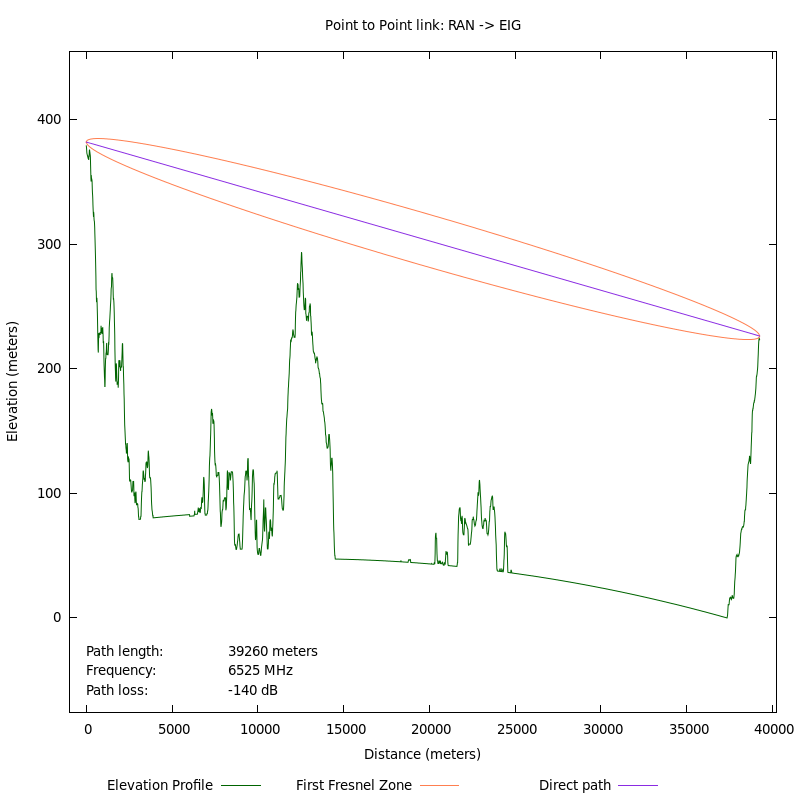 Point to Point link: RAN -> EIG
400
300
200
100
0
Elevation (meters)
Path length: 39260 meters
Frequency: 6525 MHz
Path loss: -140 dB
0 5000 10000 15000 20000 25000 30000 35000 40000
Distance (meters)
Elevation Profile First Fresnel Zone Direct path